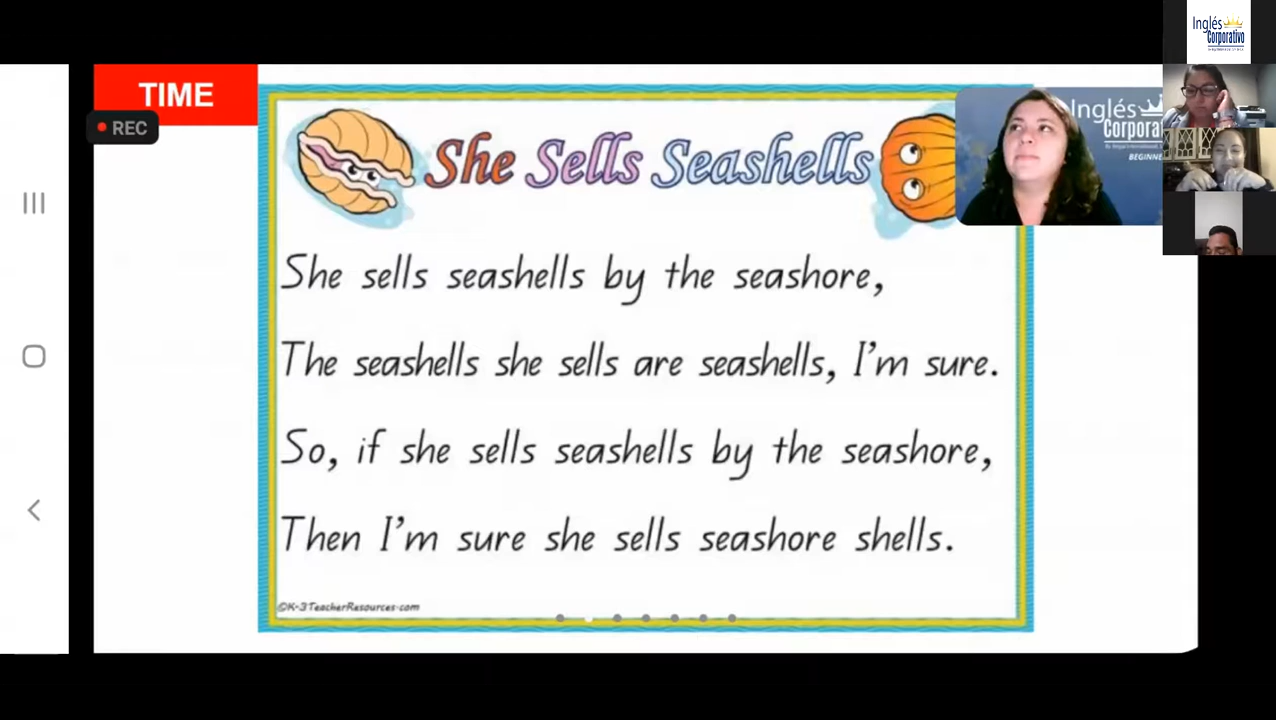 TIME
REC
She Sells Seashells
She sells seashells by the seashore,
The seashells she sells are seashells, I'm sure.
So, if she sells seashells by the seashore,
Then I'm sure she sells seashore shells.
©K-3TeacherResources.com
Inglés
Corporativo
Inglés
BEGINNE